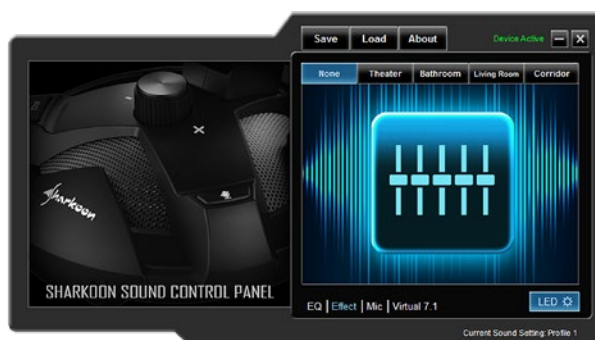 Save Load About Device Active
None Theater Bathroom Living Room Corridor
Sharkoon
SHARKOON SOUND CONTROL PANEL
EQ | Effect | Mic | Virtual 7.1 LED
Current Sound Setting: Profile 1